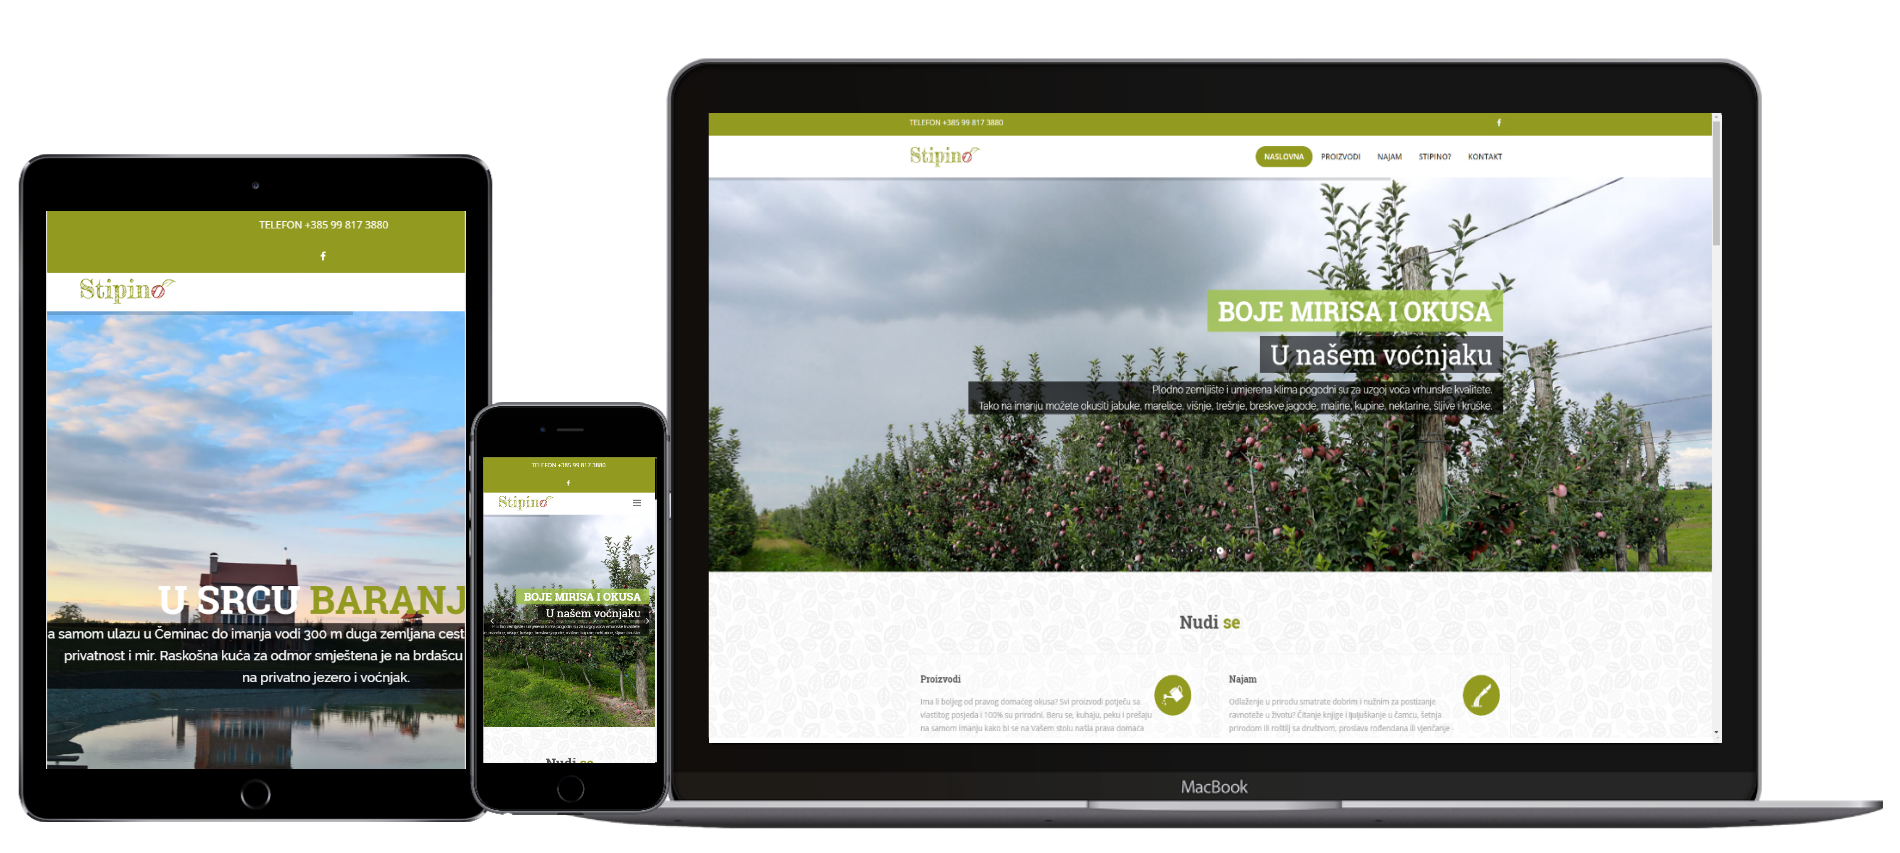 TELEFON +385 99 817 3880
Stipino
U SRCU BARANJ
a samom ulazu u Čeminac do imanja vodi 300 m duga zemljana cest
privatnost i mir. Raskošna kuća za odmor smještena je na brdašcu
na privatno jezero i voćnjak.
TELEFON +385 99 817 3880
Stipino
BOJE MIRISA I OKUSA
U našem voćnjaku
Nudi se
TELEFON +385 99 817 3880
Stipino
NASLOVNA PROIZVODI NAJAM STIPINO? KONTAKT
BOJE MIRISA I OKUSA
U našem voćnjaku
Plodno zemljište i umjerena klima pogodni su za uzgoj voća vrhunske kvalitete.
Tako na imanju možete okusiti jabuke, marelice, višnje, trešnje, breskve jagode, maline, kupine, nektarine, šljive i kruške.
Nudi se
Proizvodi
Ima li boljeg od pravog domaćeg okusa? Svi proizvodi potječu sa
vlastitog posjeda i 100% su prirodni. Beru se, kuhaju, peku i prešaju
na samom imanju kako bi se na Vašem stolu našla prava domaća
Najam
Odlaženje u prirodu smatrate dobrim i nužnim za postizanje
ravnoteže u životu? Čitanje knjige i ljuljuškanje u čamcu, šetnja
prirodom ili roštilj sa društvom, proslava rođendana ili vjenčanje -
MacBook